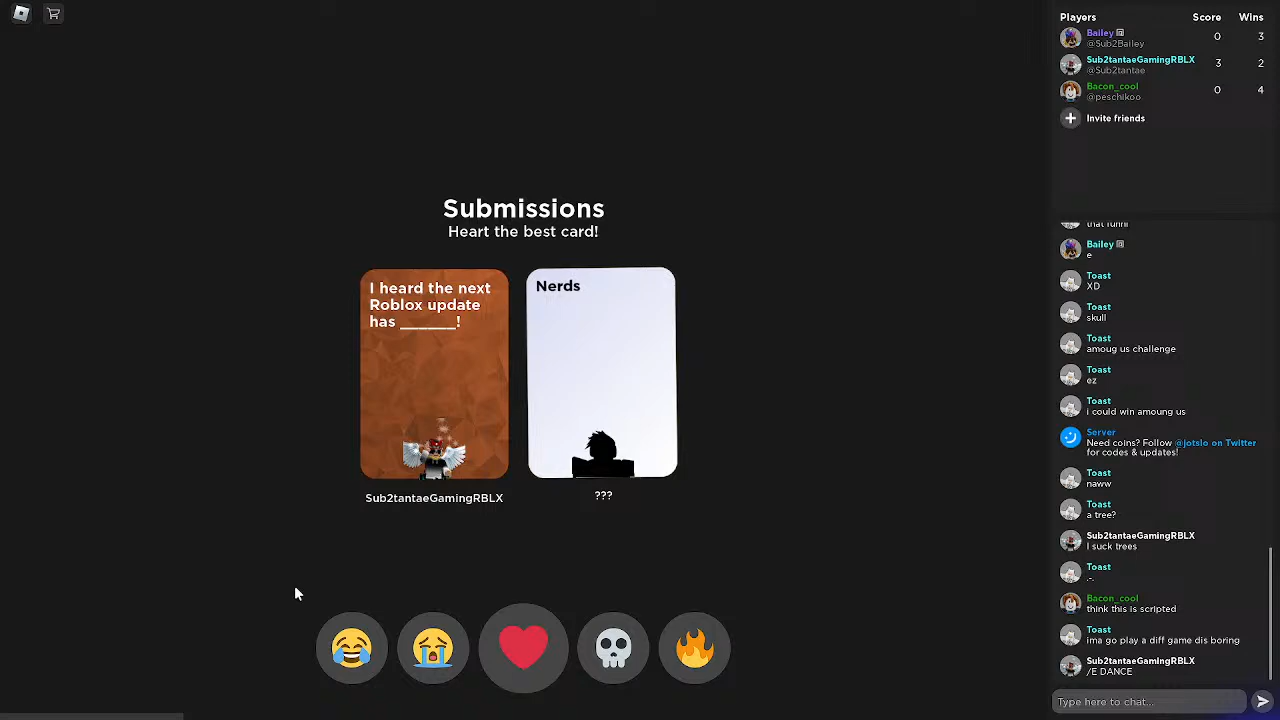 Submissions
Heart the best card!
I heard the next
Roblox update
has ______!
Nerds
Sub2tantaeGamingRBLX
???
Players Score Wins
Bailey
@Sub2Bailey
0 3
Sub2tantaeGamingRBLX
@Sub2tantae
3 2
Bacon_cool
@peschikoo
0 4
Invite friends
that funni
Bailey
e
Toast
XD
Toast
skull
Toast
amoug us challenge
Toast
ez
Toast
i could win amoung us
Server
Need coins? Follow @jotslo on Twitter
for codes & updates!
Toast
naww
Toast
a tree?
Sub2tantaeGamingRBLX
I suck trees
Toast
.-.
Bacon_cool
think this is scripted
Toast
ima go play a diff game dis boring
Sub2tantaeGamingRBLX
/E DANCE
Type here to chat...